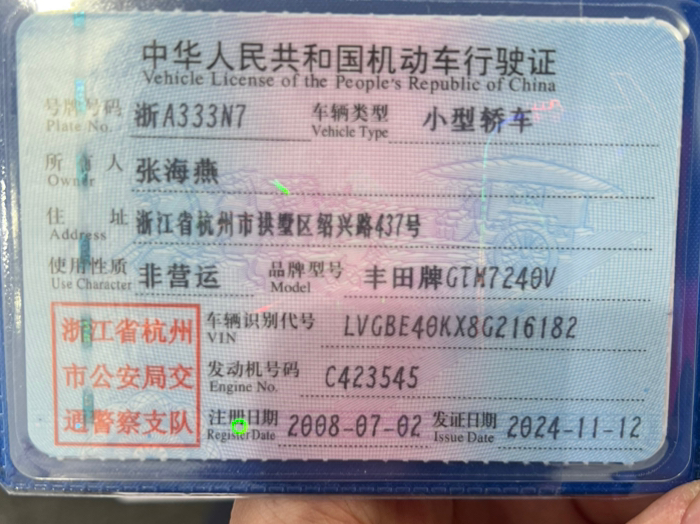 中华人民共和国机动车行驶证
Vehicle License of the People's Republic of China
号牌号码 浙A333N7 车辆类型 小型轿车
Plate No. Vehicle Type
所有人 张海燕
Owner
住址 浙江省杭州市拱墅区绍兴路437号
Address
使用性质 非营运 品牌型号 丰田牌GTM7240V
Use Character Model
浙江省杭州
市公安局交
通警察支队
车辆识别代号 LVGBE40KX8G216182
VIN
发动机号码 C423545
Engine No.
注册日期 2008-07-02 发证日期 2024-11-12
Register Date Issue Date